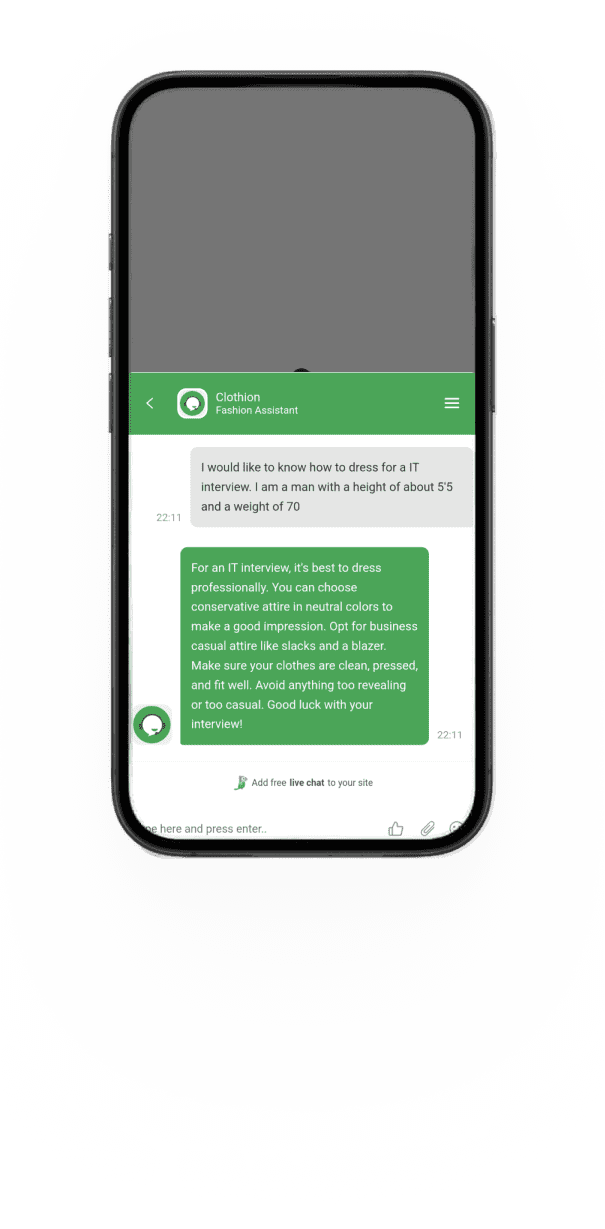 Clothion
Fashion Assistant
I would like to know how to dress for a IT
interview. I am a man with a height of about 5'5
and a weight of 70
22:11
For an IT interview, it's best to dress
professionally. You can choose
conservative attire in neutral colors to
make a good impression. Opt for business
casual attire like slacks and a blazer.
Make sure your clothes are clean, pressed,
and fit well. Avoid anything too revealing
or too casual. Good luck with your
interview!
22:11
Add free live chat to your site
here and press enter..